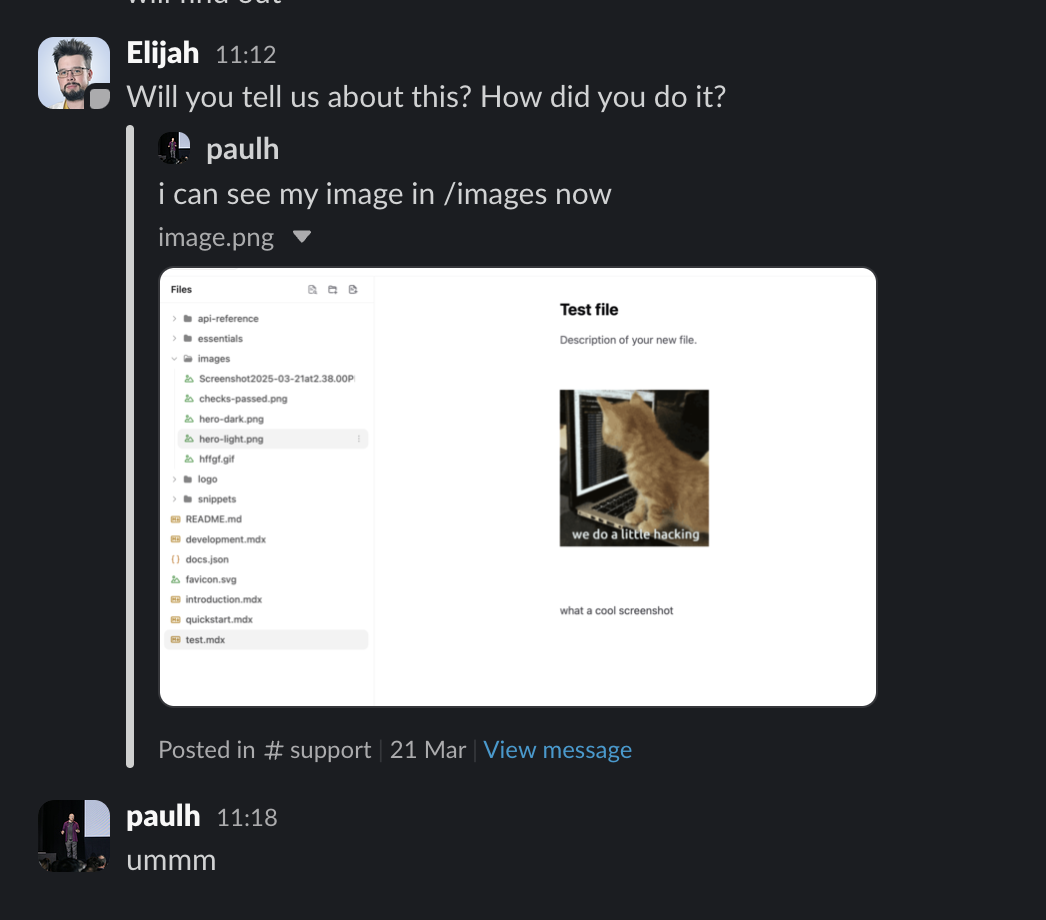 Elijah 11:12
Will you tell us about this? How did you do it?
paulh
i can see my image in /images now
image.png
Files
api-reference
essentials
images
Screenshot2025-03-21at2.38.00P
checks-passed.png
hero-dark.png
hero-light.png
hffgf.gif
logo
snippets
README.md
development.mdx
docs.json
favicon.svg
introduction.mdx
quickstart.mdx
test.mdx
Test file
Description of your new file.
we do a little hacking
what a cool screenshot
Posted in # support | 21 Mar | View message
paulh 11:18
ummm